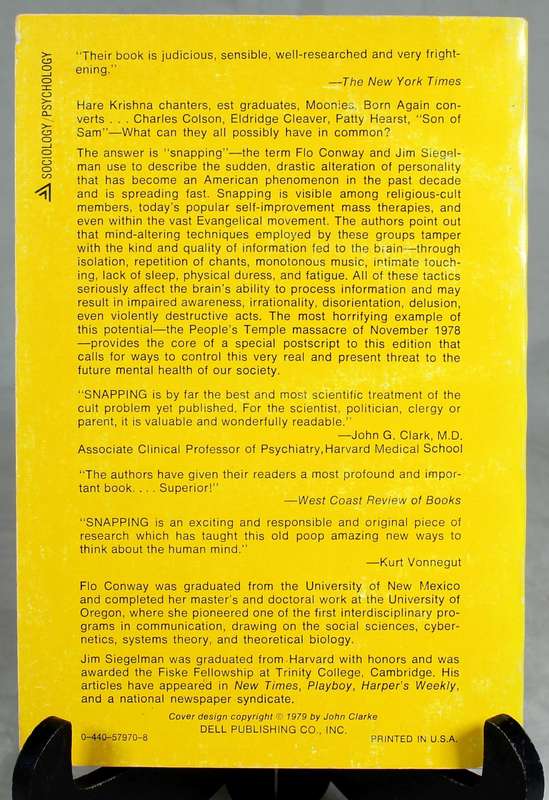 SOCIOLOGY/PSYCHOLOGY
"Their book is judicious, sensible, well-researched and very fright-
ening."
—The New York Times
Hare Krishna chanters, est graduates, Moonies, Born Again con-
verts . . . Charles Colson, Eldridge Cleaver, Patty Hearst, "Son of
Sam"—What can they all possibly have in common?
The answer is "snapping"—the term Flo Conway and Jim Siegel-
man use to describe the sudden, drastic alteration of personality
that has become an American phenomenon in the past decade
and is spreading fast. Snapping is visible among religious-cult
members, today's popular self-improvement mass therapies, and
even within the vast Evangelical movement. The authors point out
that mind-altering techniques employed by these groups tamper
with the kind and quality of information fed to the brain—through
isolation, repetition of chants, monotonous music, intimate touch-
ing, lack of sleep, physical duress, and fatigue. All of these tactics
seriously affect the brain's ability to process information and may
result in impaired awareness, irrationality, disorientation, delusion,
even violently destructive acts. The most horrifying example of
this potential—the People's Temple massacre of November 1978
—provides the core of a special postscript to this edition that
calls for ways to control this very real and present threat to the
future mental health of our society.
"SNAPPING is by far the best and most scientific treatment of the
cult problem yet published. For the scientist, politician, clergy or
parent, it is valuable and wonderfully readable."
—John G. Clark, M.D.
Associate Clinical Professor of Psychiatry, Harvard Medical School
"The authors have given their readers a most profound and impor-
tant book. . . . Superior!"
—West Coast Review of Books
"SNAPPING is an exciting and responsible and original piece of
research which has taught this old poop amazing new ways to
think about the human mind."
—Kurt Vonnegut
Flo Conway was graduated from the University of New Mexico
and completed her master's and doctoral work at the University of
Oregon, where she pioneered one of the first interdisciplinary pro-
grams in communication, drawing on the social sciences, cyber-
netics, systems theory, and theoretical biology.
Jim Siegelman was graduated from Harvard with honors and was
awarded the Fiske Fellowship at Trinity College, Cambridge. His
articles have appeared in New Times, Playboy, Harper's Weekly,
and a national newspaper syndicate.
Cover design copyright © 1979 by John Clarke
DELL PUBLISHING CO., INC.
0-440-57970-8
PRINTED IN U.S.A.